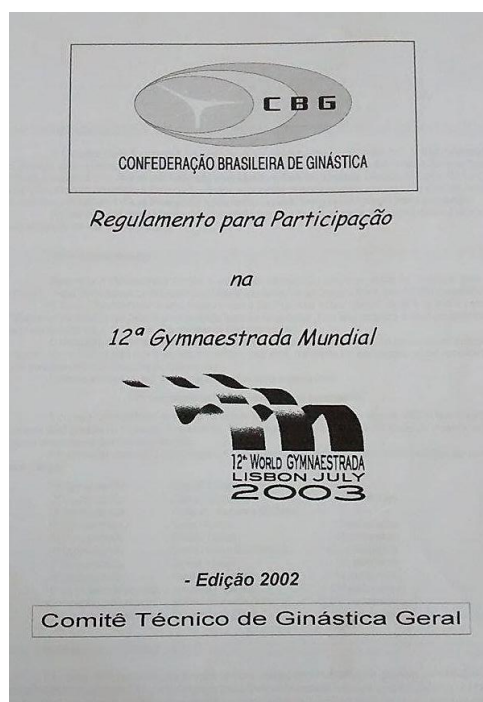 CBG
CONFEDERAÇÃO BRASILEIRA DE GINÁSTICA
Regulamento para Participação
na
12ª Gymnaestrada Mundial
12th WORLD GYMNAESTRADA
LISBON JULY
2003
- Edição 2002
Comitê Técnico de Ginástica Geral